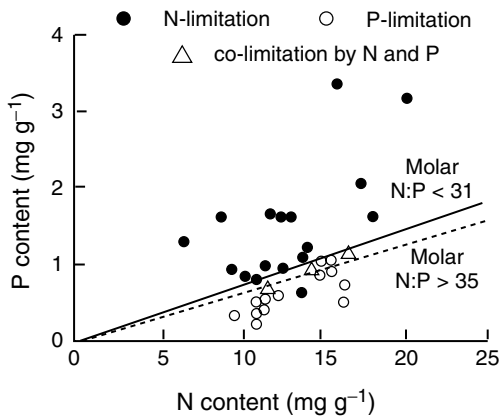 N-limitation P-limitation
co-limitation by N and P
4
3
2
1
0
P content (mg g⁻¹)
Molar
N:P < 31
Molar
N:P > 35
0 5 10 15 20 25
N content (mg g⁻¹)